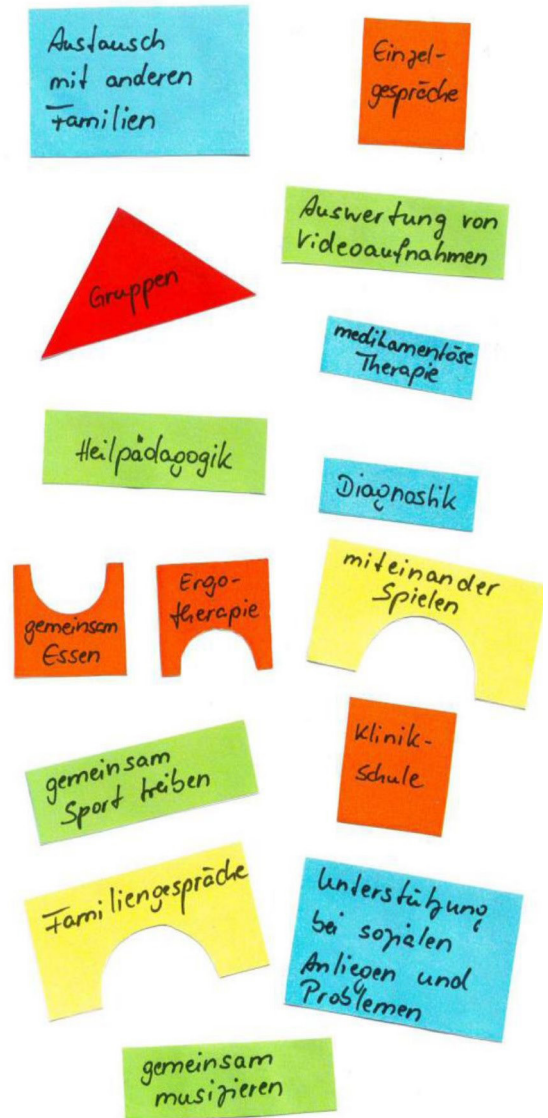 Austausch
mit anderen
Familien
Einzel-
gespräche
Auswertung von
Videoaufnahmen
Gruppen
medikamentöse
Therapie
Heilpädagogik
Diagnostik
miteinander
Spielen
Ergo-
therapie
gemeinsam
Essen
Klinik-
schule
gemeinsam
Sport treiben
Familiengespräche
Unterstützung
bei sozialen
Anliegen und
Problemen
gemeinsam
musizieren